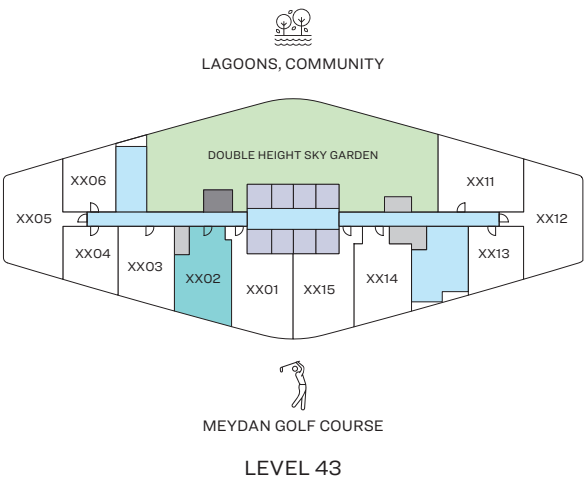 LAGOONS, COMMUNITY
DOUBLE HEIGHT SKY GARDEN
XX06
XX11
XX05
XX12
XX04
XX03
XX02
XX01
XX15
XX14
XX13
MEYDAN GOLF COURSE
LEVEL 43